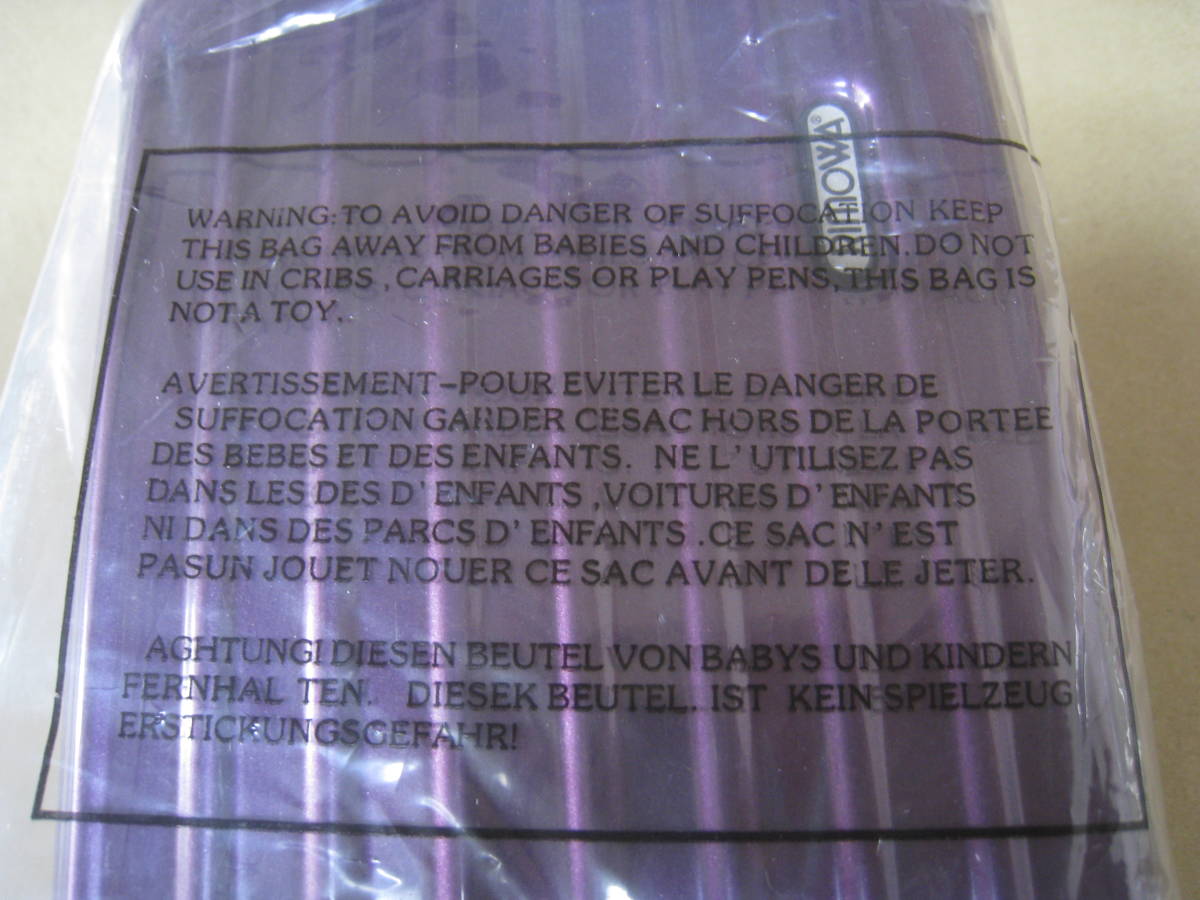 RIMOWA®
WARNiNG:TO AVOID DANGER OF SUFFOCATION KEEP
THIS BAG AWAY FROM BABIES AND CHILDREN.DO NOT
USE IN CRIBS ,CARRIAGES OR PLAY PENS,THIS BAG IS
NOT A TOY.
AVERTISSEMENT-POUR EVITER LE DANGER DE
SUFFOCATION GARDER CESAC HORS DE LA PORTEE
DES BEBES ET DES ENFANTS. NE L' UTILISEZ PAS
DANS LES DES D' ENFANTS ,VOITURES D' ENFANTS
NI DANS DES PARCS D' ENFANTS .CE SAC N' EST
PASUN JOUET NOUER CE SAC AVANT DE LE JETER.
AGHTUNGI DIESEN BEUTEL VON BABYS UND KINDERN
FERNHAL TEN. DIESEK BEUTEL. IST KEIN SPIELZEUG
ERSTICKUNGSGEFAHR!